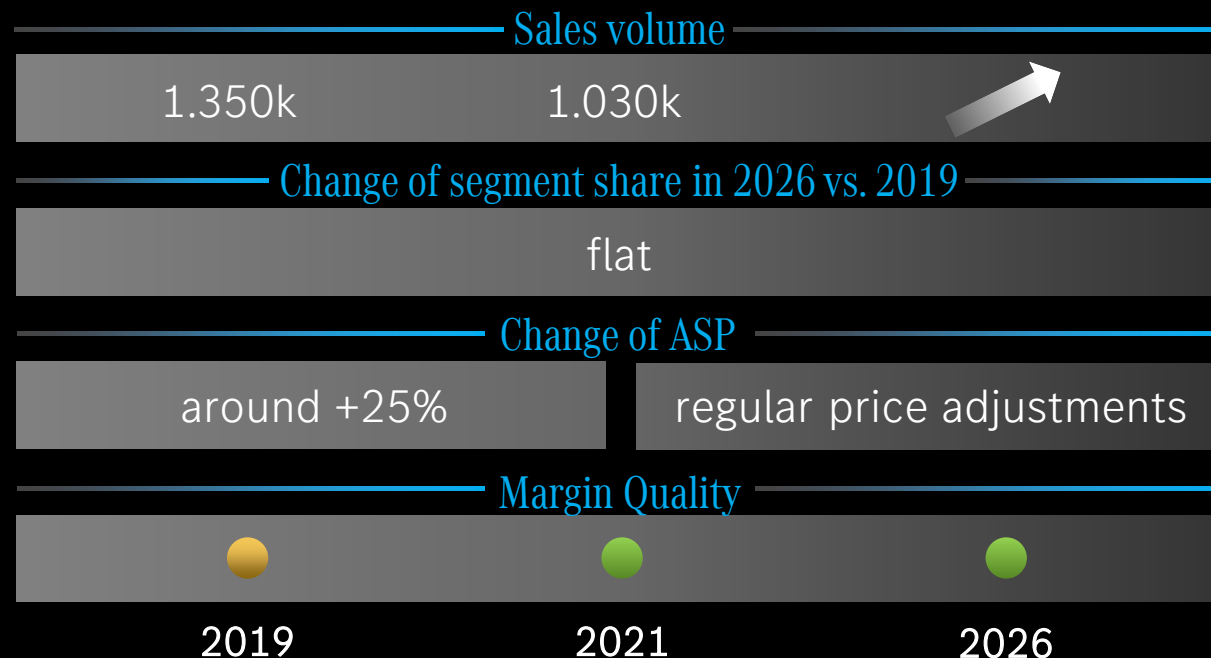 Sales volume
1.350k 1.030k
Change of segment share in 2026 vs. 2019
flat
Change of ASP
around +25% regular price adjustments
Margin Quality
2019 2021 2026